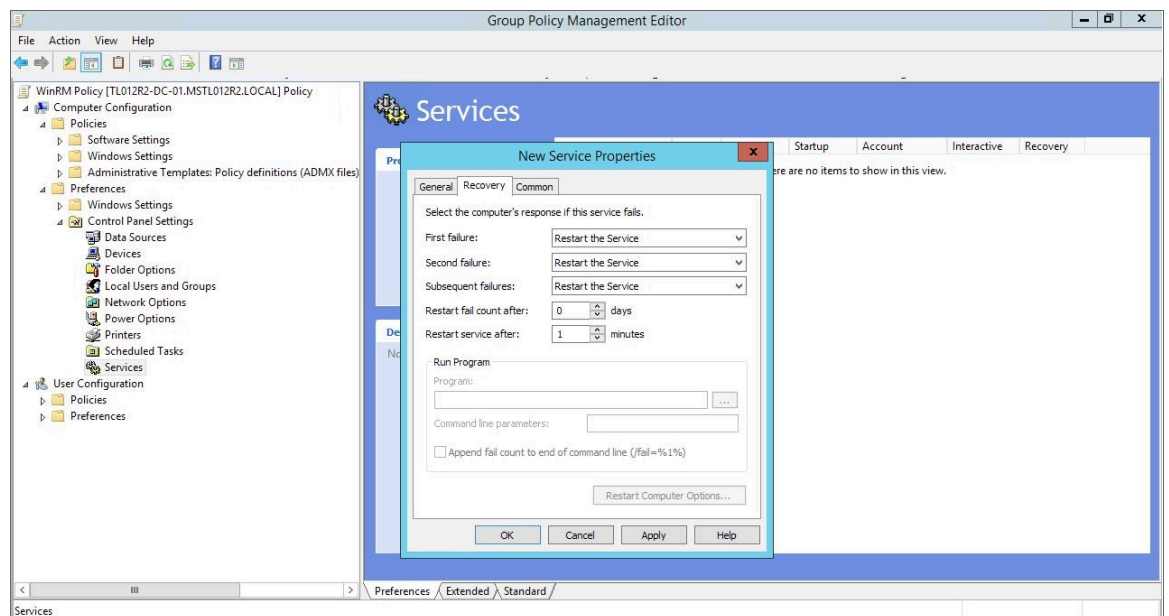 Group Policy Management Editor
File Action View Help
WinRM Policy [TL012R2-DC-01.MSTL012R2.LOCAL] Policy
Computer Configuration
Policies
Software Settings
Windows Settings
Administrative Templates: Policy definitions (ADMX files)
Preferences
Windows Settings
Control Panel Settings
Data Sources
Devices
Folder Options
Local Users and Groups
Network Options
Power Options
Printers
Scheduled Tasks
Services
User Configuration
Policies
Preferences
Services
Startup Account Interactive Recovery
ere are no items to show in this view.
Pr
De
No
New Service Properties
General Recovery Common
Select the computer's response if this service fails.
First failure: Restart the Service
Second failure: Restart the Service
Subsequent failures: Restart the Service
Restart fail count after: 0 days
Restart service after: 1 minutes
Run Program
Program:
...
Command line parameters:
Append fail count to end of command line (/fail=%1%)
Restart Computer Options...
OK Cancel Apply Help
Preferences Extended Standard
Services